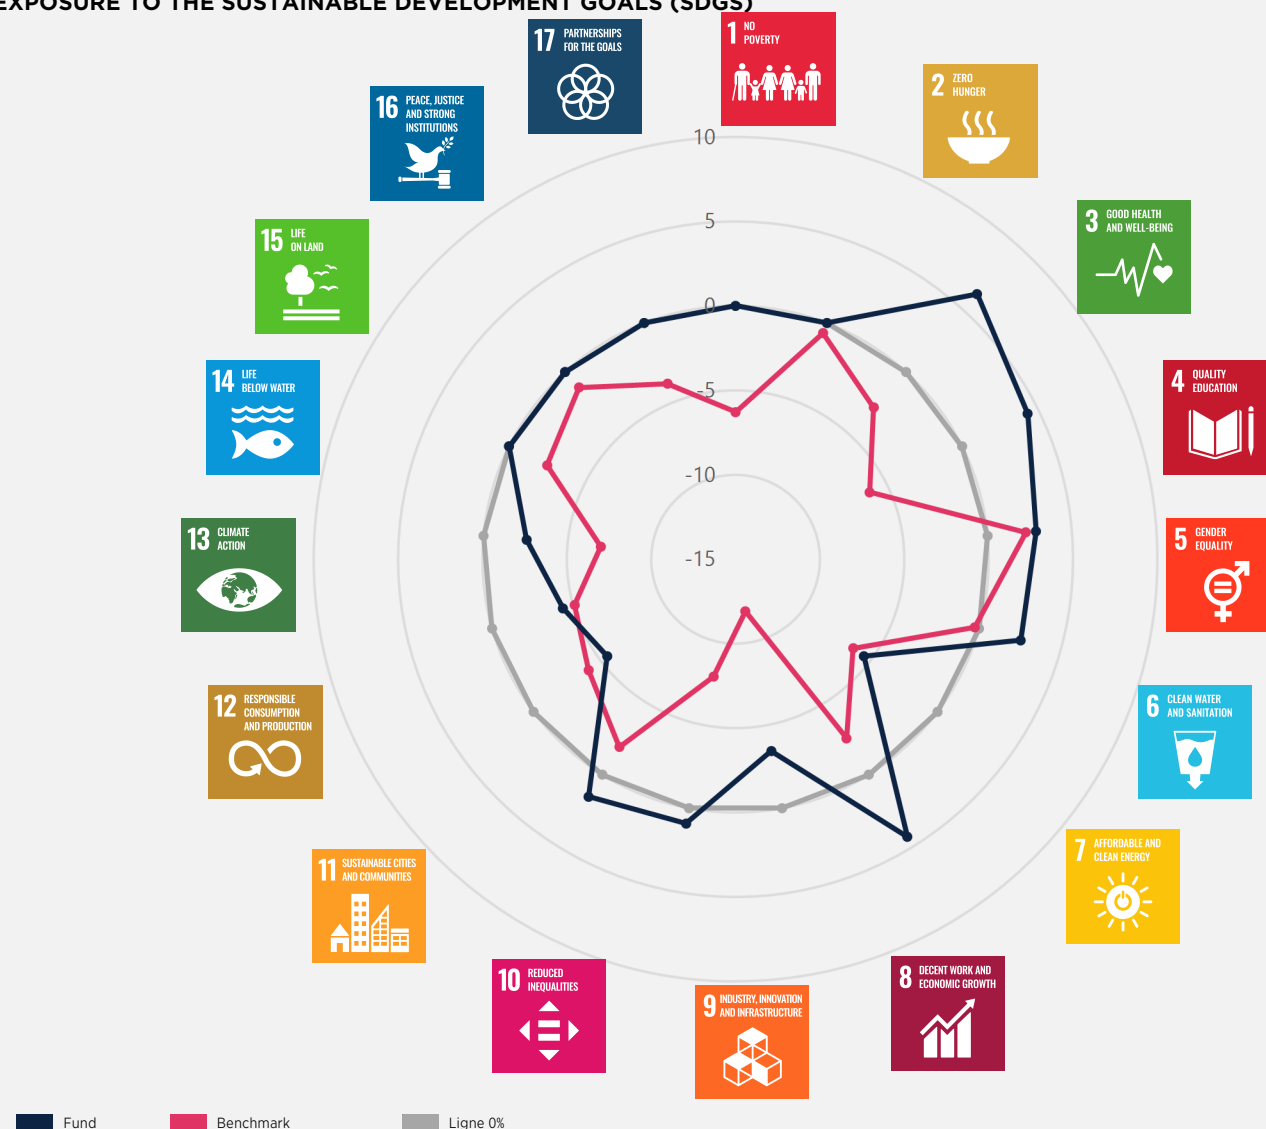 EXPOSURE TO THE SUSTAINABLE DEVELOPMENT GOALS (SDGS)
17 PARTNERSHIPS
FOR THE GOALS
1 NO
POVERTY
2 ZERO
HUNGER
16 PEACE, JUSTICE
AND STRONG
INSTITUTIONS
3 GOOD HEALTH
AND WELL-BEING
15 LIFE
ON LAND
4 QUALITY
EDUCATION
14 LIFE
BELOW WATER
5 GENDER
EQUALITY
13 CLIMATE
ACTION
6 CLEAN WATER
AND SANITATION
12 RESPONSIBLE
CONSUMPTION
AND PRODUCTION
7 AFFORDABLE AND
CLEAN ENERGY
11 SUSTAINABLE CITIES
AND COMMUNITIES
8 DECENT WORK AND
ECONOMIC GROWTH
10 REDUCED
INEQUALITIES
9 INDUSTRY, INNOVATION
AND INFRASTRUCTURE
10
5
0
-5
-10
-15
Fund
Benchmark
Ligne 0%